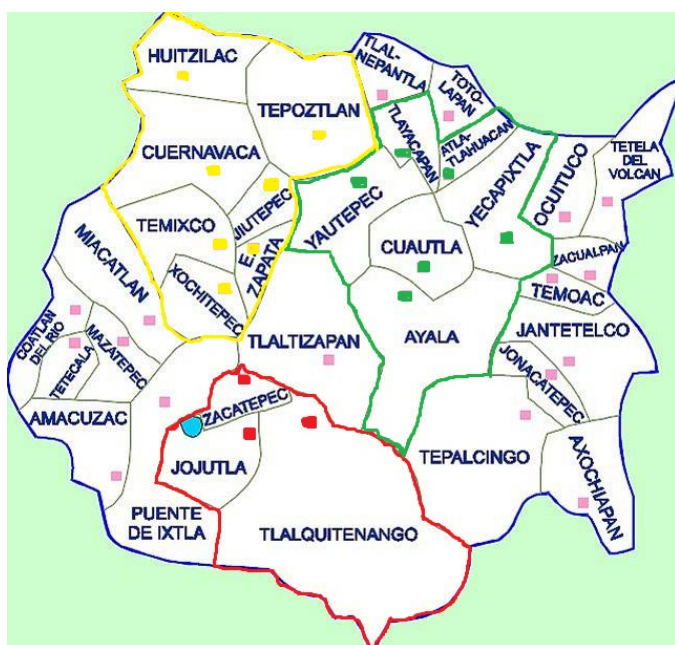 HUITZILAC
TLAL-
NEPANTLA
TOTO-
LAPAN
TEPOZTLAN
TLAYACAPAN
ATLA-
TLAHUACAN
CUERNAVACA
YECAPIXTLA
OCUITUCO
TETELA
DEL
VOLCAN
JIUTEPEC
TEMIXCO
YAUTEPEC
E.
ZAPATA
CUAUTLA
MIACATLAN
ZACUALPAN
XOCHITEPEC
TEMOAC
COATLAN
DEL RIO
TETECALA
MAZATEPEC
TLALTIZAPAN
AYALA
JANTETELCO
JONACATEPEC
AMACUZAC
ZACATEPEC
JOJUTLA
TEPALCINGO
AXOCHIAPAN
PUENTE
DE IXTLA
TLALQUITENANGO